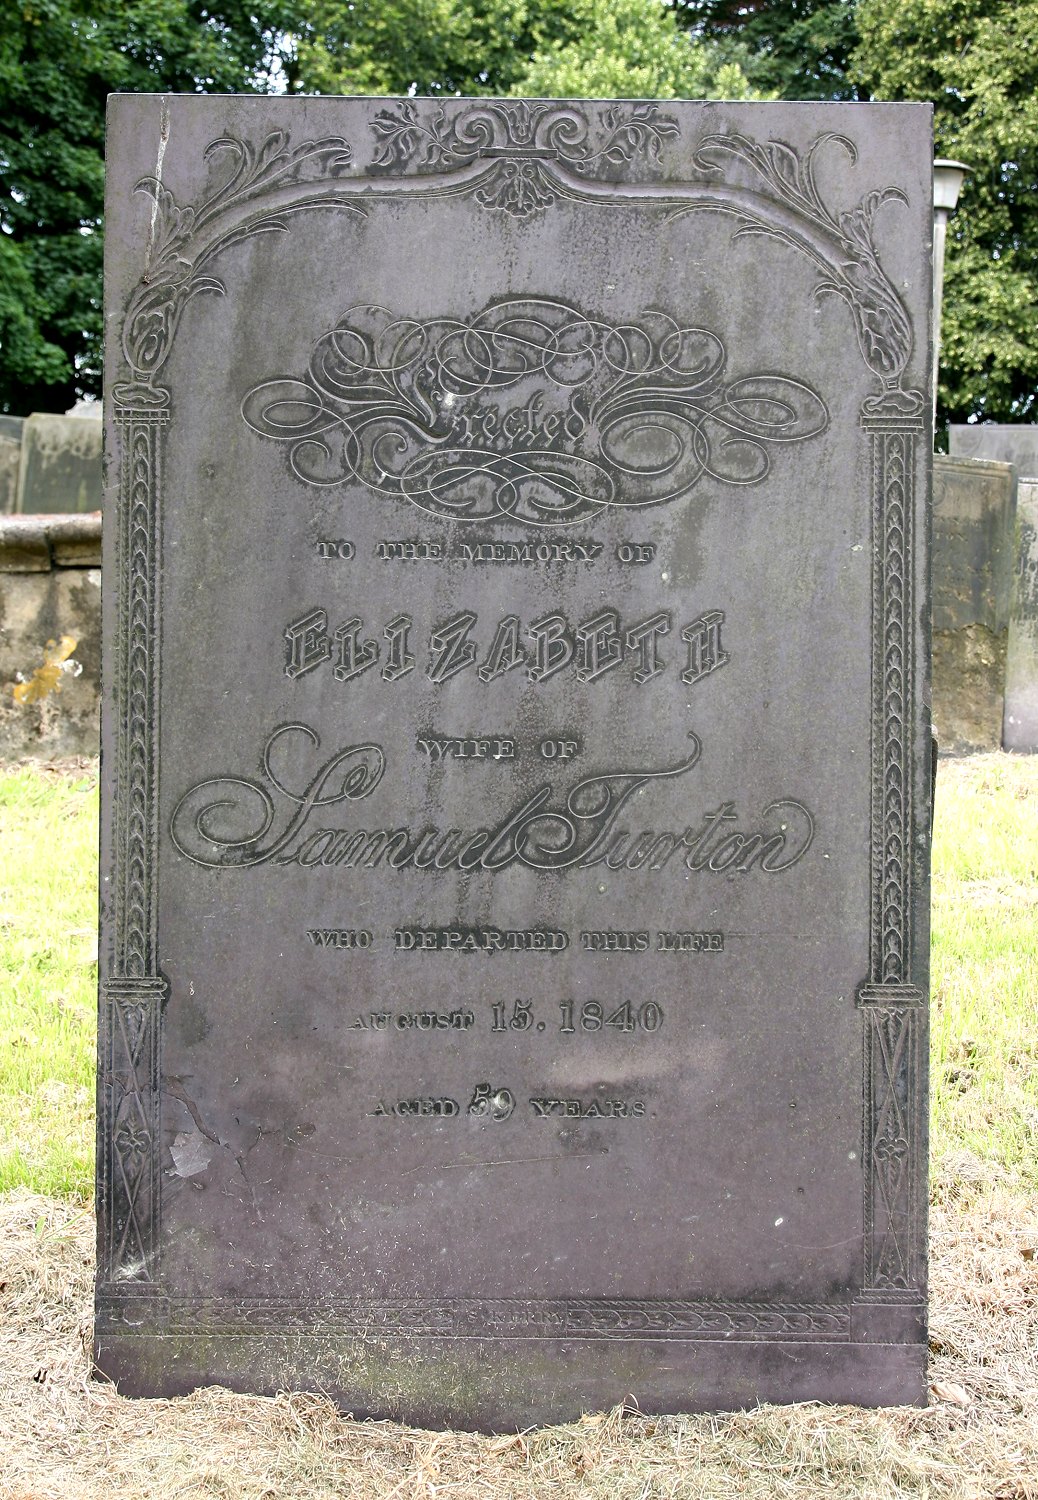 Erected
TO THE MEMORY OF
ELIZABETH
WIFE OF
Samuel Turton
WHO DEPARTED THIS LIFE
AUGUST 15. 1840
AGED 59 YEARS.